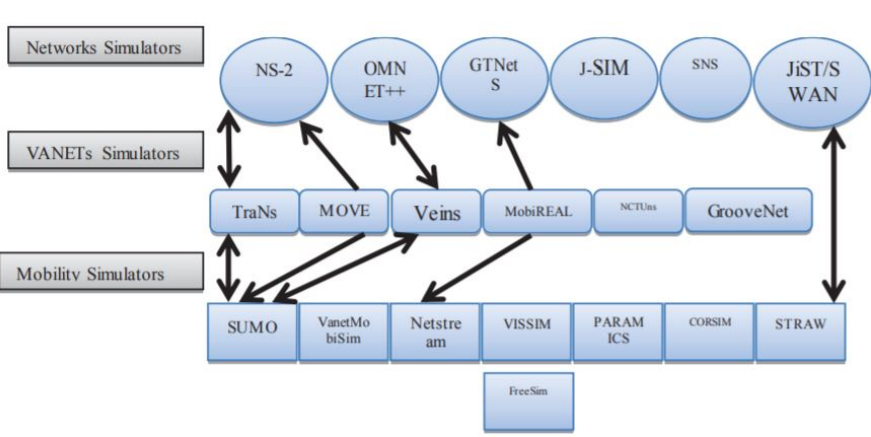 Networks Simulators
NS-2
OMN
ET++
GTNet
S
J-SIM
SNS
JiST/S
WAN
VANETs Simulators
TraNs
MOVE
Veins
MobiREAL
NCTUns
GrooveNet
Mobility Simulators
SUMO
VanetMo
biSim
Netstre
am
VISSIM
PARAM
ICS
CORSIM
STRAW
FreeSim